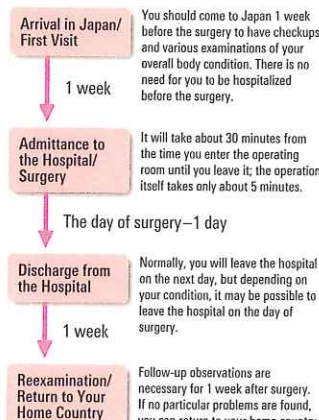 Arrival in Japan/
First Visit
You should come to Japan 1 week
before the surgery to have checkups
and various examinations of your
overall body condition. There is no
need for you to be hospitalized
before the surgery.
1 week
Admittance to
the Hospital/
Surgery
It will take about 30 minutes from
the time you enter the operating
room until you leave it; the operation
itself takes only about 5 minutes.
The day of surgery–1 day
Discharge from
the Hospital
Normally, you will leave the hospital
on the next day, but depending on
your condition, it may be possible to
leave the hospital on the day of
surgery.
1 week
Reexamination/
Return to Your
Home Country
Follow-up observations are
necessary for 1 week after surgery.
If no particular problems are found,
you can return to your home country